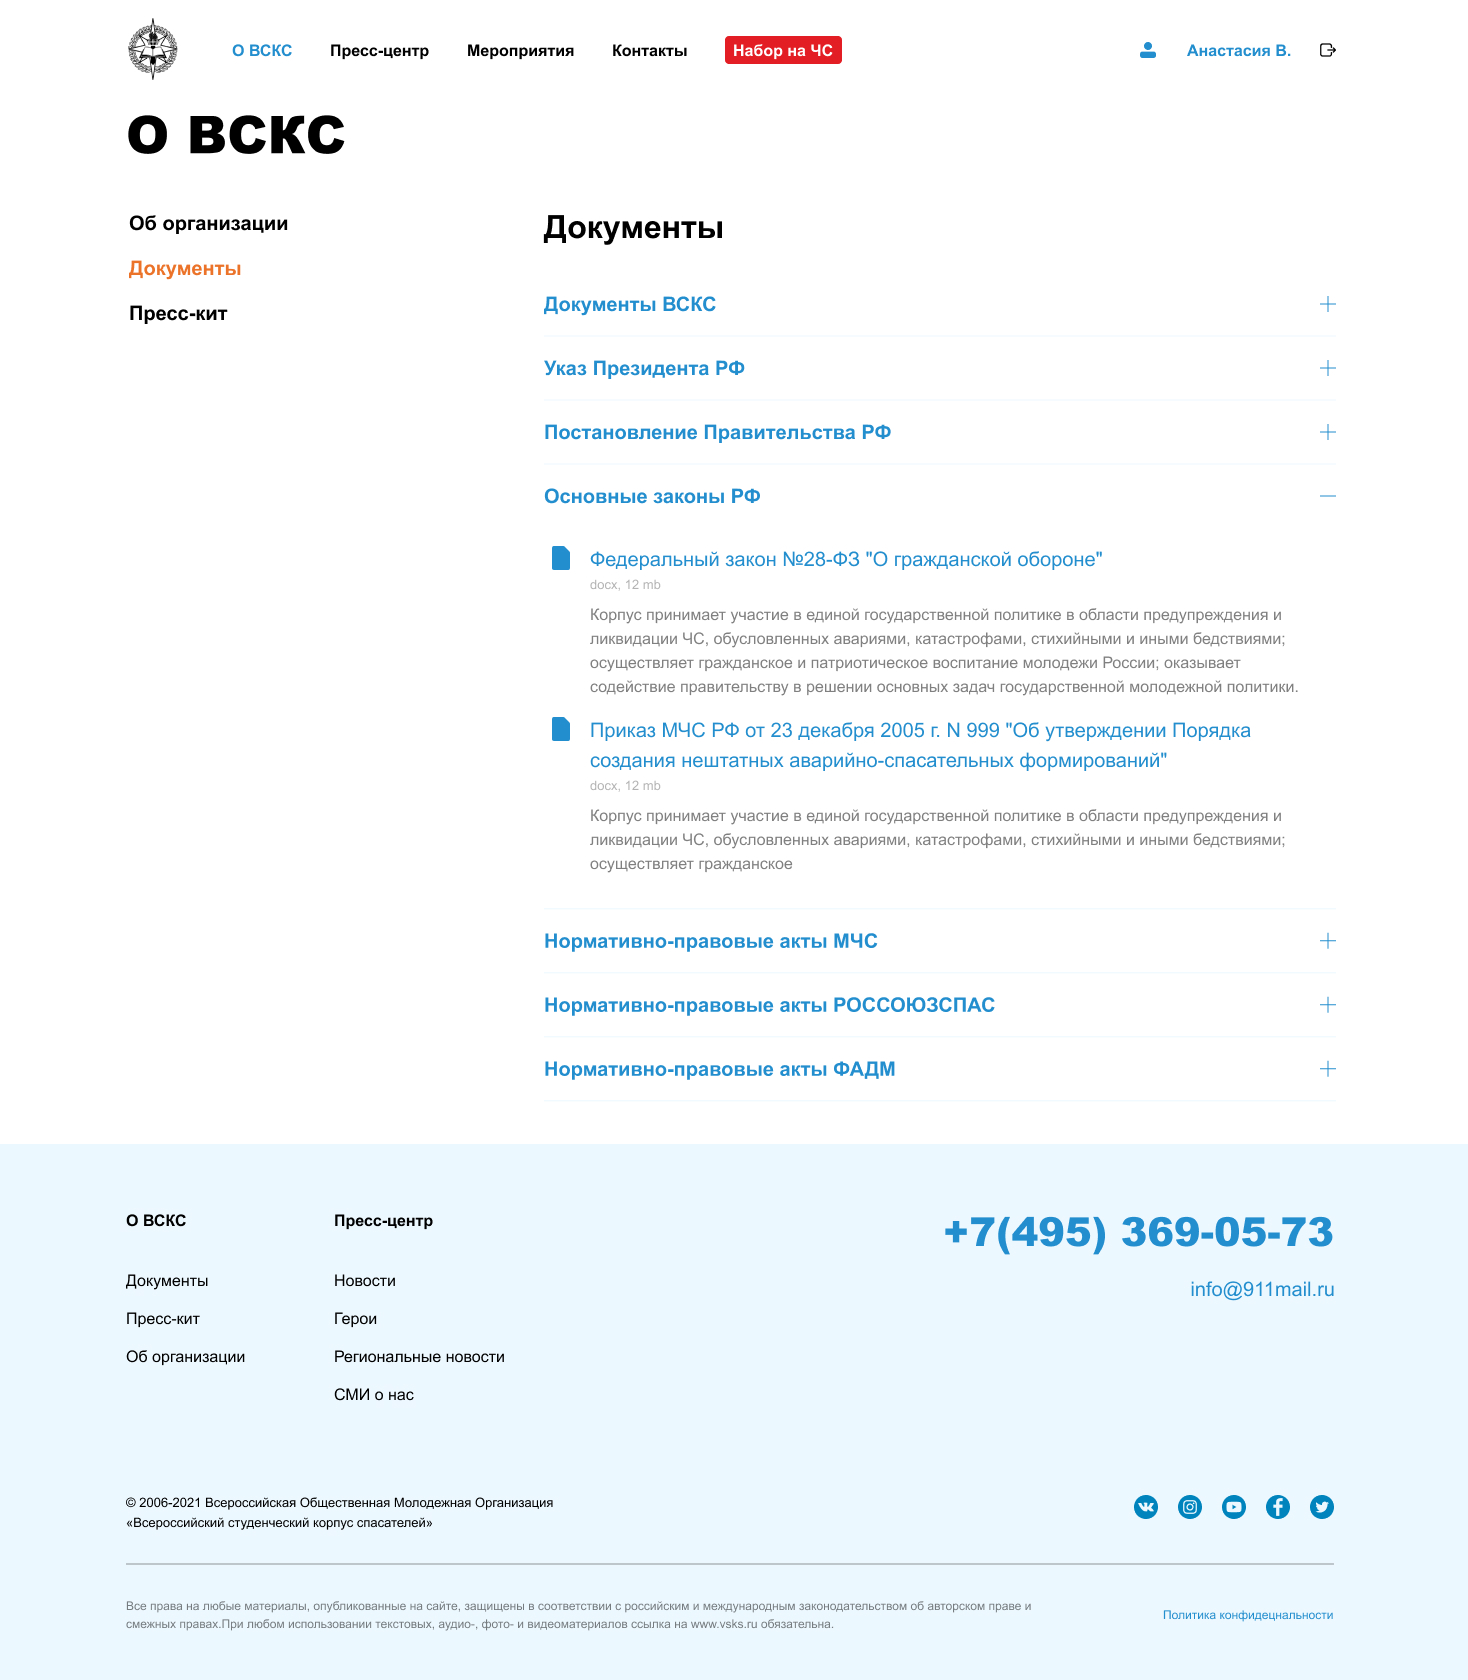 О ВСКС
Пресс-центр
Мероприятия
Контакты
Набор на ЧС
Анастасия В.
О ВСКС
Об организации
Документы
Пресс-кит
Документы
Документы ВСКС
Указ Президента РФ
Постановление Правительства РФ
Основные законы РФ
Федеральный закон №28-ФЗ "О гражданской обороне"
docx, 12 mb
Корпус принимает участие в единой государственной политике в области предупреждения и
ликвидации ЧС, обусловленных авариями, катастрофами, стихийными и иными бедствиями;
осуществляет гражданское и патриотическое воспитание молодежи России; оказывает
содействие правительству в решении основных задач государственной молодежной политики.
Приказ МЧС РФ от 23 декабря 2005 г. N 999 "Об утверждении Порядка
создания нештатных аварийно-спасательных формирований"
docx, 12 mb
Корпус принимает участие в единой государственной политике в области предупреждения и
ликвидации ЧС, обусловленных авариями, катастрофами, стихийными и иными бедствиями;
осуществляет гражданское
Нормативно-правовые акты МЧС
Нормативно-правовые акты РОССОЮЗСПАС
Нормативно-правовые акты ФАДМ
О ВСКС
Документы
Пресс-кит
Об организации
Пресс-центр
Новости
Герои
Региональные новости
СМИ о нас
+7(495) 369-05-73
info@911mail.ru
© 2006-2021 Всероссийская Общественная Молодежная Организация
«Всероссийский студенческий корпус спасателей»
Все права на любые материалы, опубликованные на сайте, защищены в соответствии с российским и международным законодательством об авторском праве и
смежных правах.При любом использовании текстовых, аудио-, фото- и видеоматериалов ссылка на www.vsks.ru обязательна.
Политика конфидецнальности